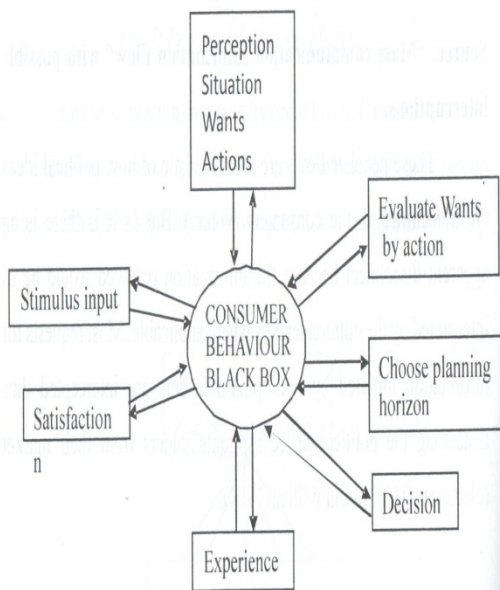 Perception
Situation
Wants
Actions
Evaluate Wants
by action
Stimulus input
CONSUMER
BEHAVIOUR
BLACK BOX
Choose planning
horizon
Satisfaction
n
Decision
Experience